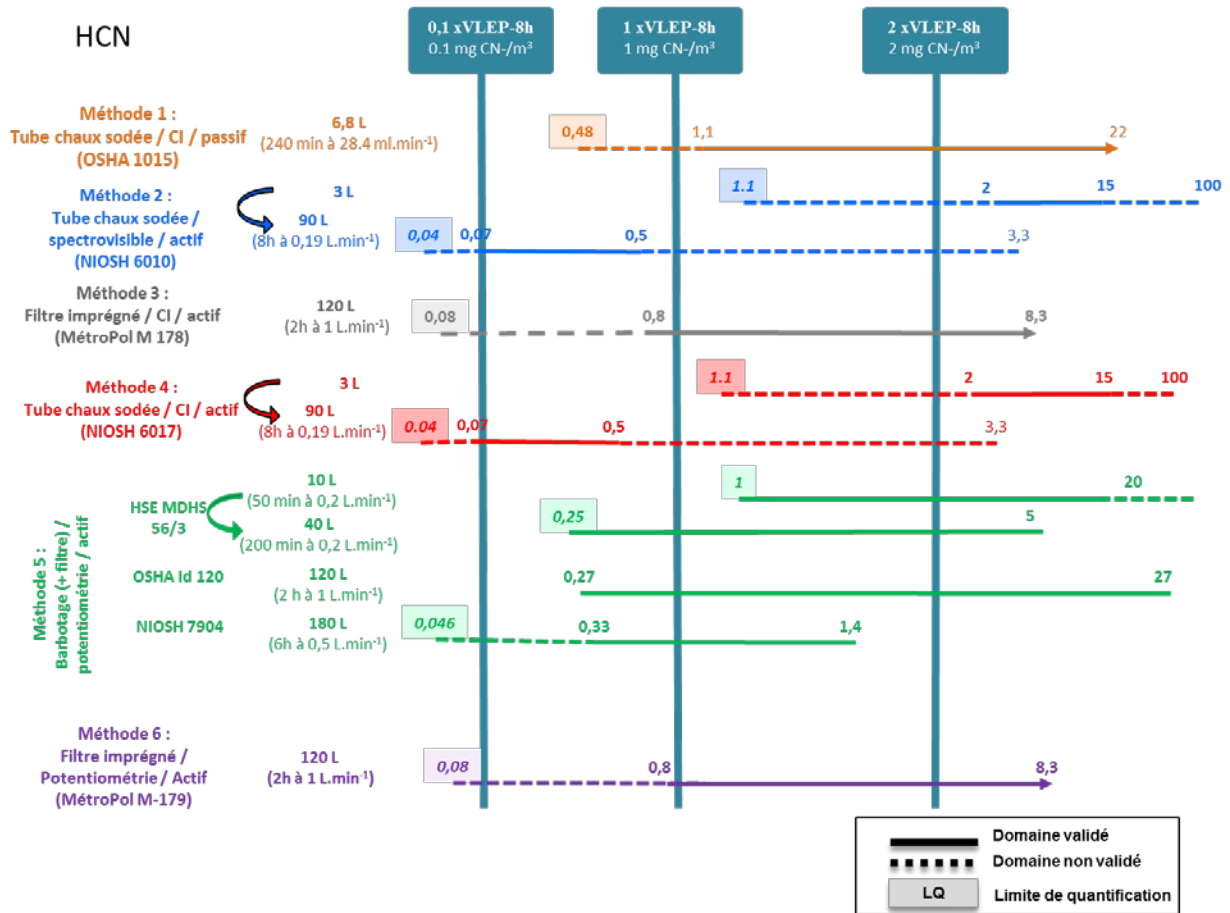 HCN
0,1 xVLEP-8h
0.1 mg CN-/m³
1 xVLEP-8h
1 mg CN-/m³
2 xVLEP-8h
2 mg CN-/m³
Méthode 1 :
Tube chaux sodée / CI / passif
(OSHA 1015)
6,8 L
(240 min à 28.4 ml.min⁻¹)
0,48
1,1
22
Méthode 2 :
Tube chaux sodée /
spectrovisible / actif
(NIOSH 6010)
3 L
1.1
2
15
100
90 L
(8h à 0,19 L.min⁻¹)
0,04
0,07
0,5
3,3
Méthode 3 :
Filtre imprégné / CI / actif
(MétroPol M 178)
120 L
(2h à 1 L.min⁻¹)
0,08
0,8
8,3
Méthode 4 :
Tube chaux sodée / CI / actif
(NIOSH 6017)
3 L
1.1
2
15
100
90 L
(8h à 0,19 L.min⁻¹)
0.04
0,07
0,5
3,3
Méthode 5 :
Barbotage (+ filtre) /
potentiométrie / actif
HSE MDHS
56/3
10 L
(50 min à 0,2 L.min⁻¹)
1
20
40 L
(200 min à 0,2 L.min⁻¹)
0,25
5
OSHA Id 120
120 L
(2 h à 1 L.min⁻¹)
0,27
27
NIOSH 7904
180 L
(6h à 0,5 L.min⁻¹)
0,046
0,33
1,4
Méthode 6 :
Filtre imprégné /
Potentiométrie / Actif
(MétroPol M-179)
120 L
(2h à 1 L.min⁻¹)
0,08
0,8
8,3
Domaine validé
Domaine non validé
LQ
Limite de quantification